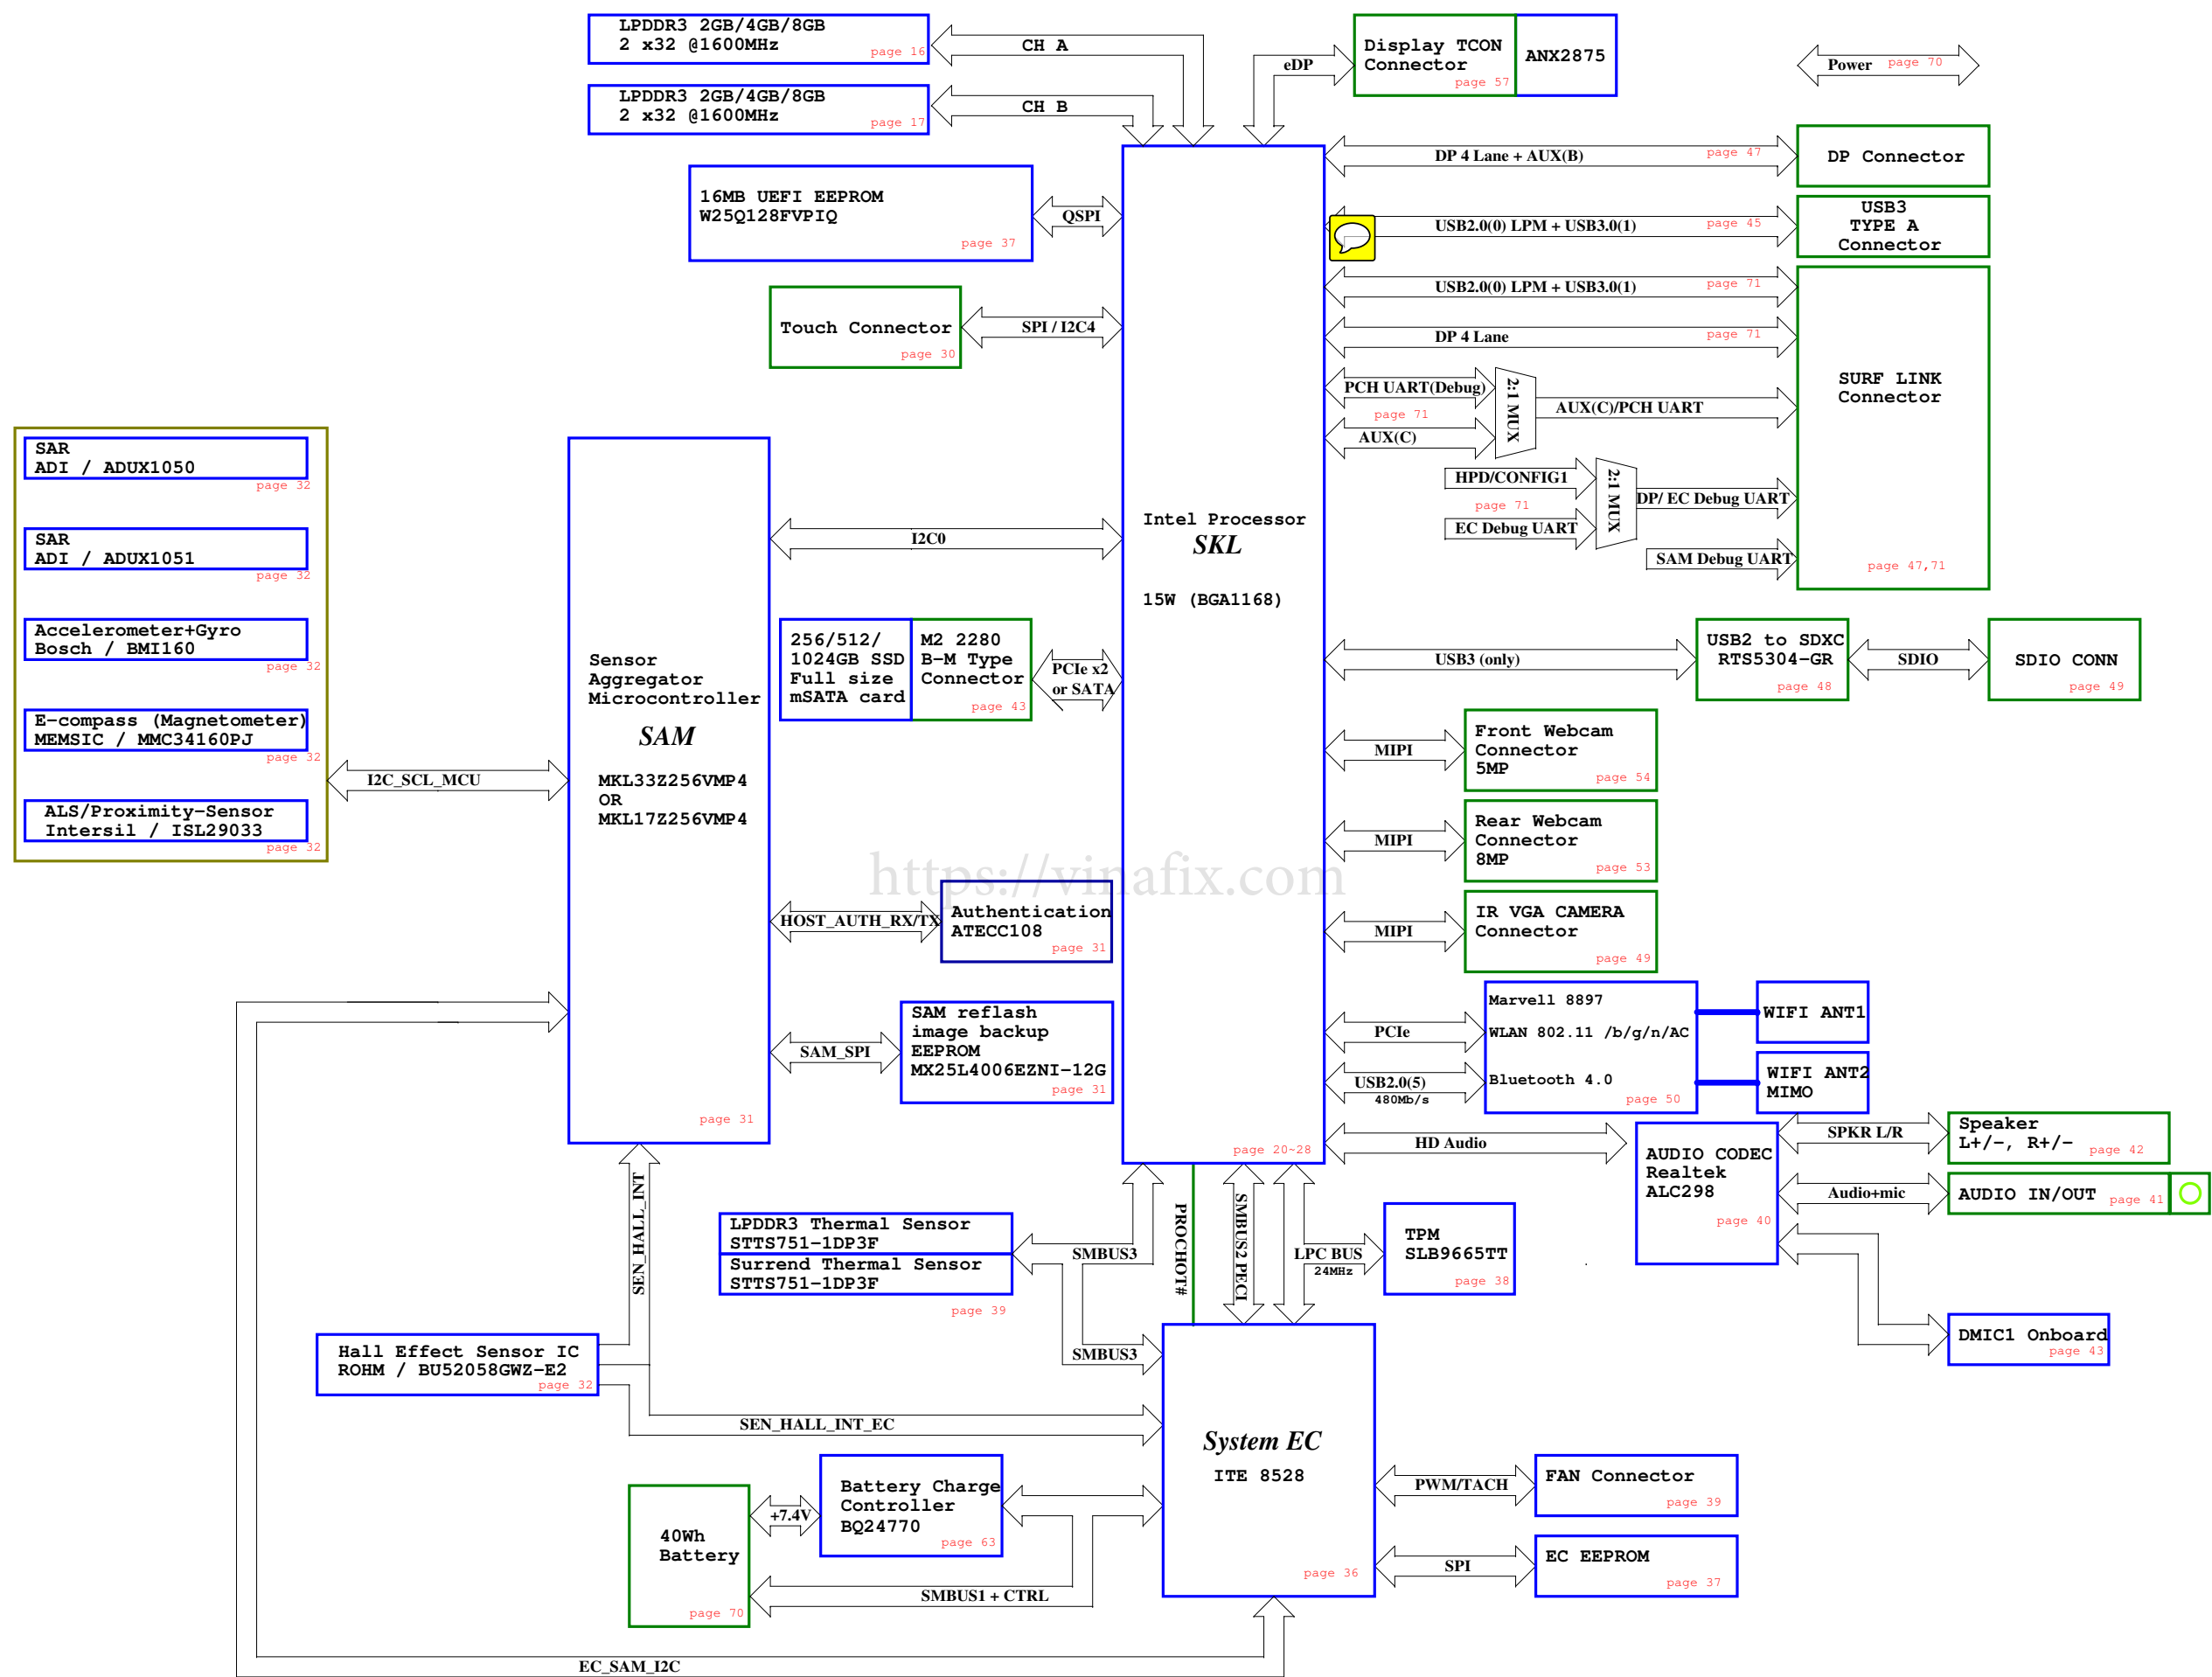 LPDDR3 2GB/4GB/8GB
2 x32 @1600MHz
page 16
CH A
LPDDR3 2GB/4GB/8GB
2 x32 @1600MHz
page 17
CH B
eDP
Display TCON
Connector
page 57
ANX2875
Power
page 70
16MB UEFI EEPROM
W25Q128FVPIQ
page 37
QSPI
DP 4 Lane + AUX(B)
page 47
DP Connector
USB2.0(0) LPM + USB3.0(1)
page 45
USB3
TYPE A
Connector
Touch Connector
page 30
SPI / I2C4
USB2.0(0) LPM + USB3.0(1)
page 71
DP 4 Lane
page 71
PCH UART(Debug)
page 71
AUX(C)
2:1 MUX
AUX(C)/PCH UART
HPD/CONFIG1
page 71
EC Debug UART
2:1 MUX
DP/ EC Debug UART
SAM Debug UART
SURF LINK
Connector
page 47,71
SAR
ADI / ADUX1050
page 32
SAR
ADI / ADUX1051
page 32
Accelerometer+Gyro
Bosch / BMI160
page 32
E-compass (Magnetometer)
MEMSIC / MMC34160PJ
page 32
ALS/Proximity-Sensor
Intersil / ISL29033
page 32
I2C_SCL_MCU
Sensor
Aggregator
Microcontroller
SAM
MKL33Z256VMP4
OR
MKL17Z256VMP4
page 31
I2C0
Intel Processor
SKL
15W (BGA1168)
page 20~28
256/512/
1024GB SSD
Full size
mSATA card
M2 2280
B-M Type
Connector
page 43
PCIe x2
or SATA
USB3 (only)
USB2 to SDXC
RTS5304-GR
page 48
SDIO
SDIO CONN
page 49
MIPI
Front Webcam
Connector
5MP
page 54
MIPI
Rear Webcam
Connector
8MP
page 53
https://vinafix.com
HOST_AUTH_RX/TX
Authentication
ATECC108
page 31
MIPI
IR VGA CAMERA
Connector
page 49
SAM_SPI
SAM reflash
image backup
EEPROM
MX25L4006EZNI-12G
page 31
PCIe
USB2.0(5)
480Mb/s
Marvell 8897
WLAN 802.11 /b/g/n/AC
Bluetooth 4.0
page 50
WIFI ANT1
WIFI ANT2
MIMO
HD Audio
AUDIO CODEC
Realtek
ALC298
page 40
SPKR L/R
Speaker
L+/-, R+/-
page 42
Audio+mic
AUDIO IN/OUT
page 41
DMIC1 Onboard
page 43
SEN_HALL_INT
LPDDR3 Thermal Sensor
STTS751-1DP3F
Surrend Thermal Sensor
STTS751-1DP3F
page 39
SMBUS3
SMBUS3
PROCHOT#
SMBUS2 PECI
LPC BUS
24MHz
TPM
SLB9665TT
page 38
Hall Effect Sensor IC
ROHM / BU52058GWZ-E2
page 32
SEN_HALL_INT_EC
System EC
ITE 8528
page 36
40Wh
Battery
page 70
+7.4V
Battery Charge
Controller
BQ24770
page 63
SMBUS1 + CTRL
PWM/TACH
FAN Connector
page 39
SPI
EC EEPROM
page 37
EC_SAM_I2C